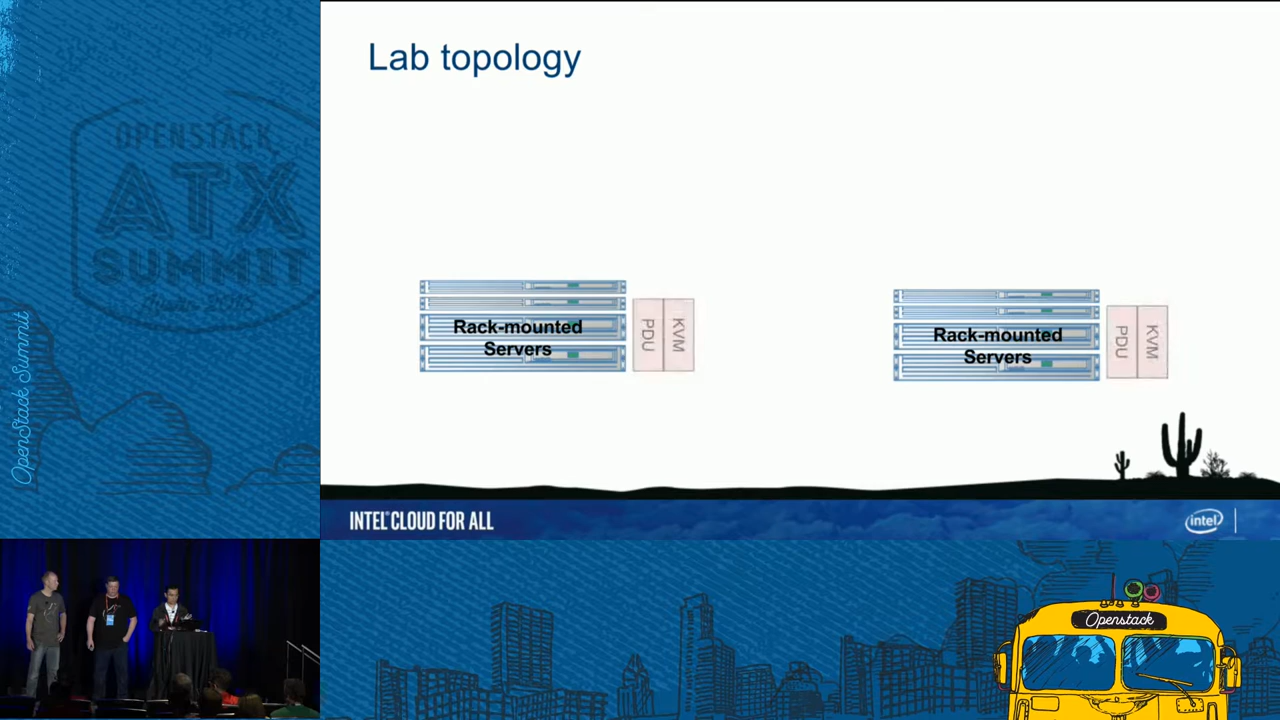 OPENSTACK
ATX
SUMMIT
OpenStack Summit
Lab topology
Rack-mounted
Servers
PDU
KVM
Rack-mounted
Servers
PDU
KVM
INTEL® CLOUD FOR ALL
intel
Openstack